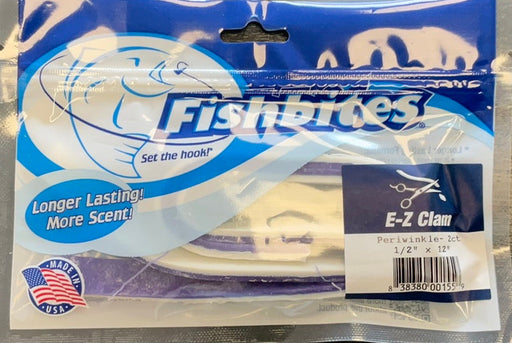 Fishbites®
Set the hook!®
Longer Lasting!
More Scent!
MADE IN
U.S.A.
E-Z Clam
Periwinkle- 2ct
1/2" x 12"
8 38380 00155 9